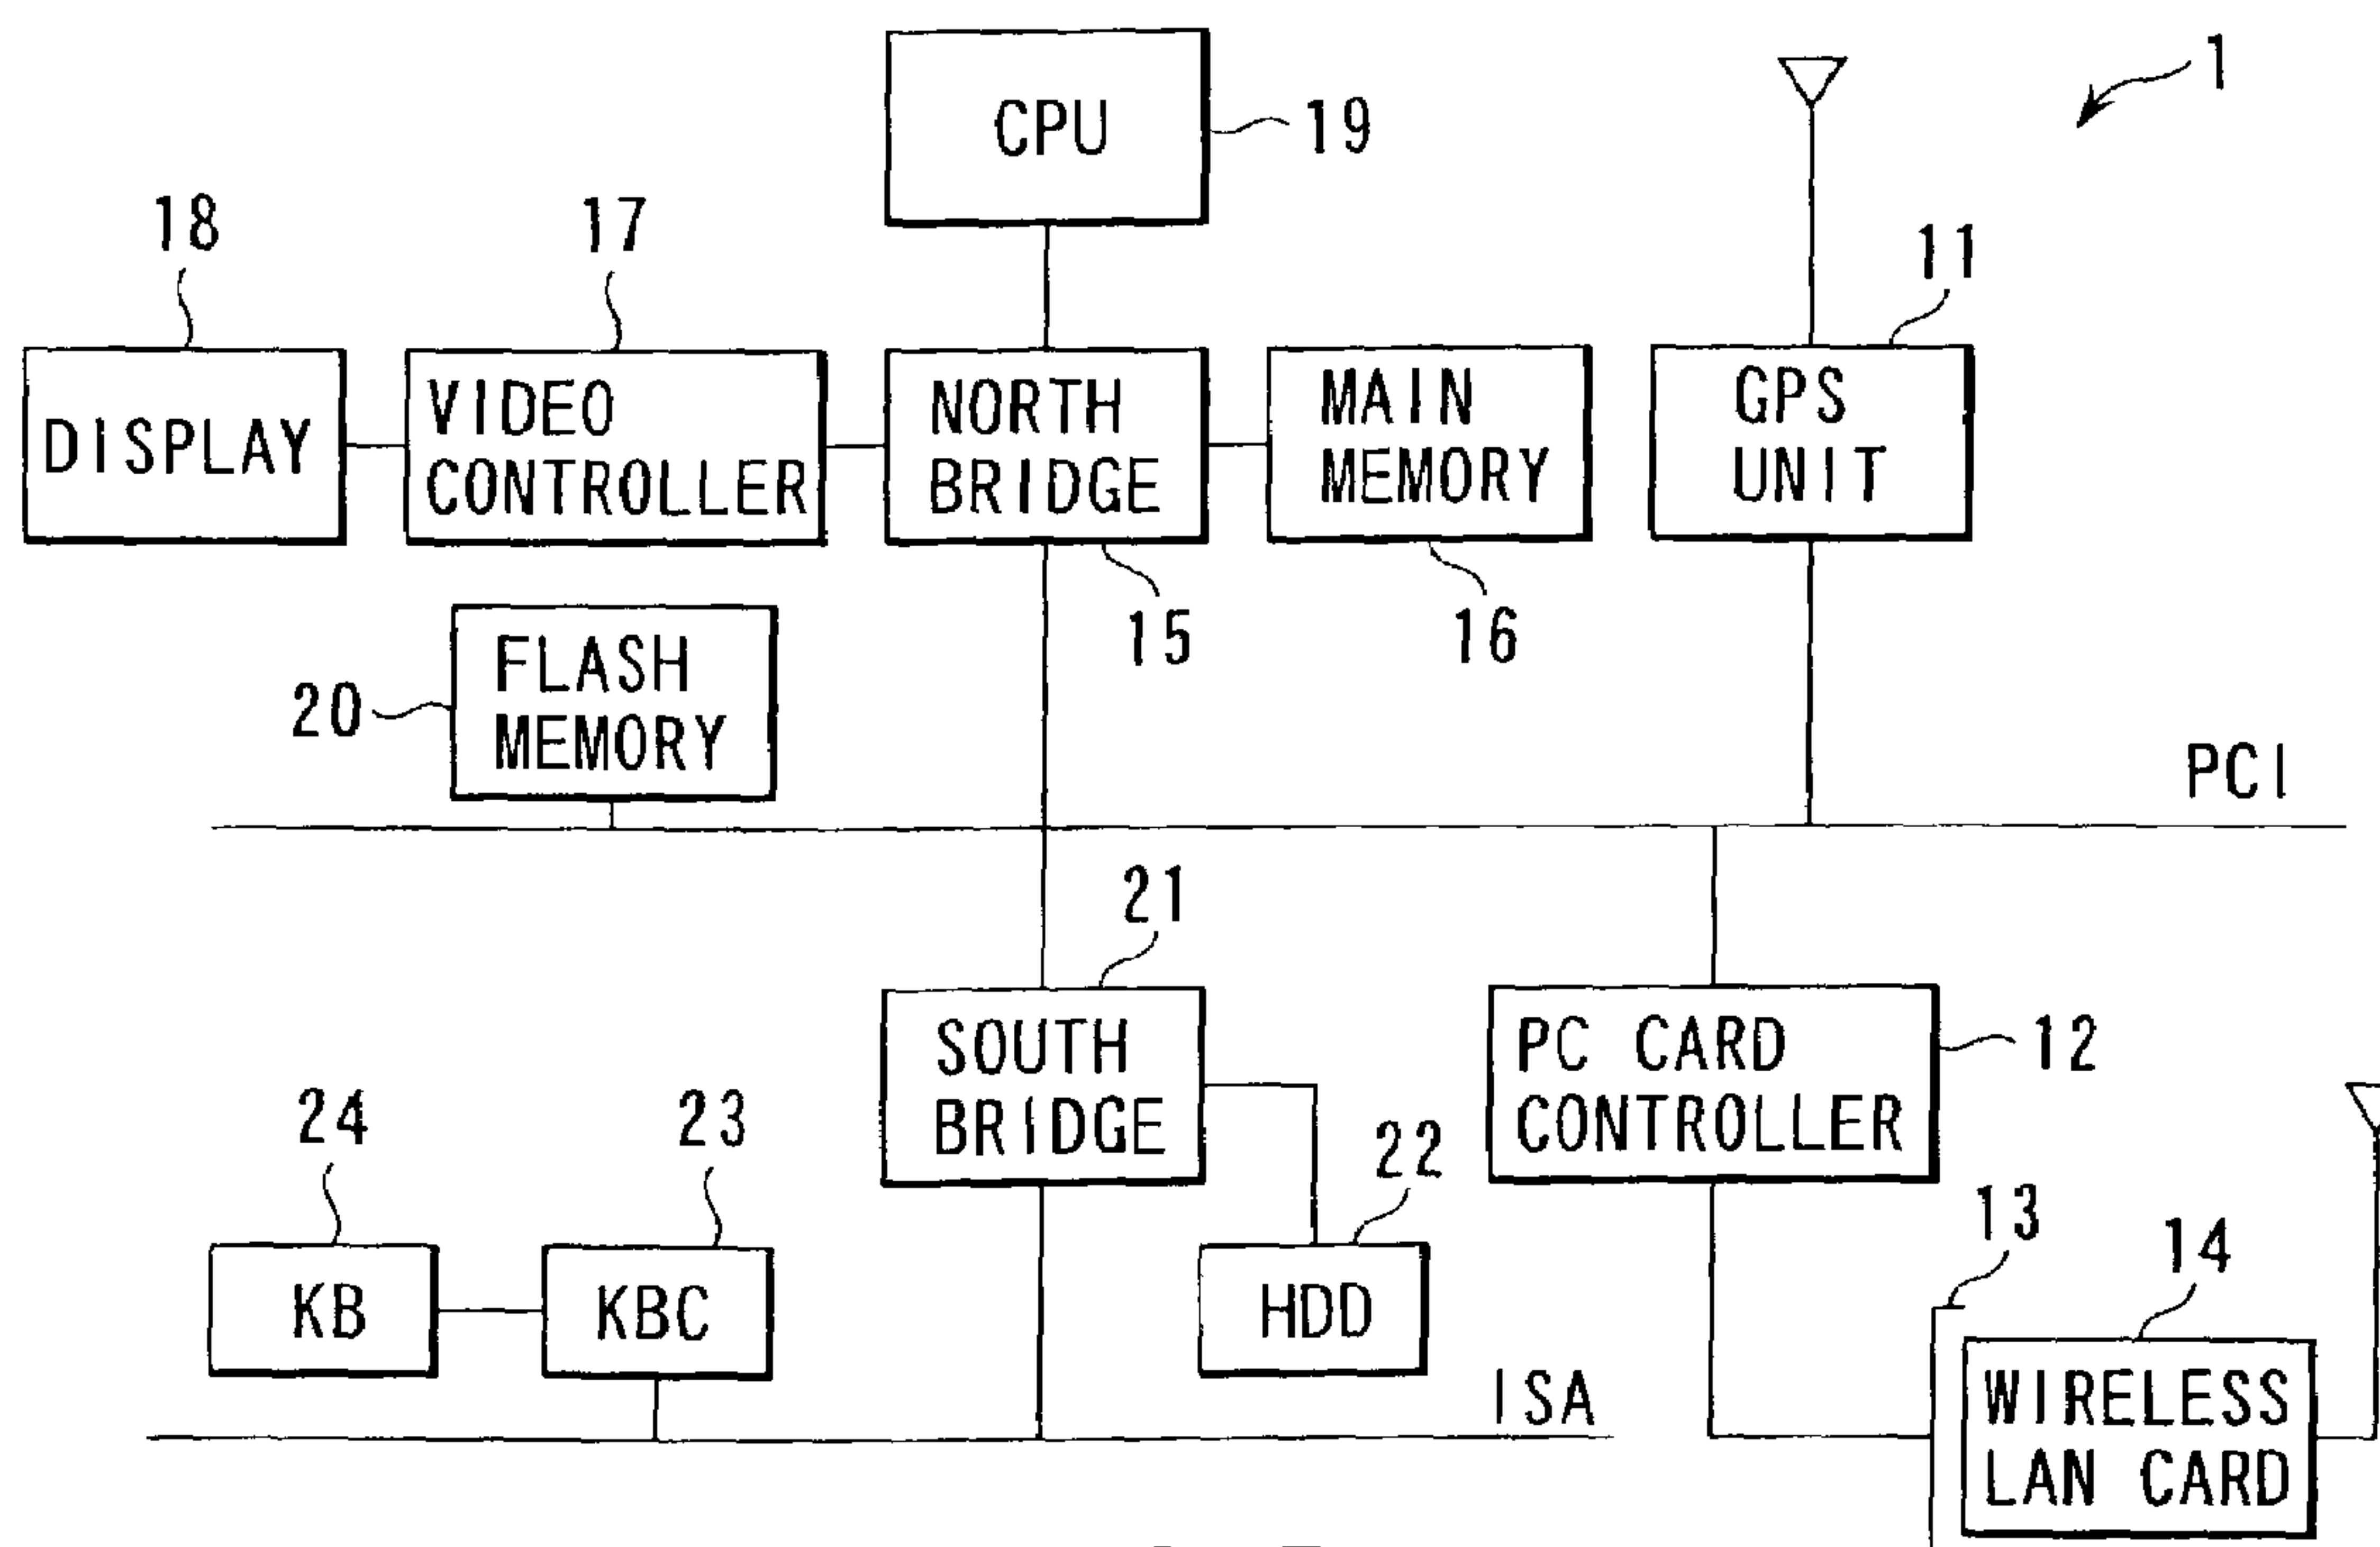 1
CPU
19
18
17
11
DISPLAY
VIDEO
CONTROLLER
NORTH
BRIDGE
MAIN
MEMORY
GPS
UNIT
15
16
20
FLASH
MEMORY
PCI
21
SOUTH
BRIDGE
PC CARD
CONTROLLER
12
24
23
22
13
14
KB
KBC
HDD
ISA
WIRELESS
LAN CARD